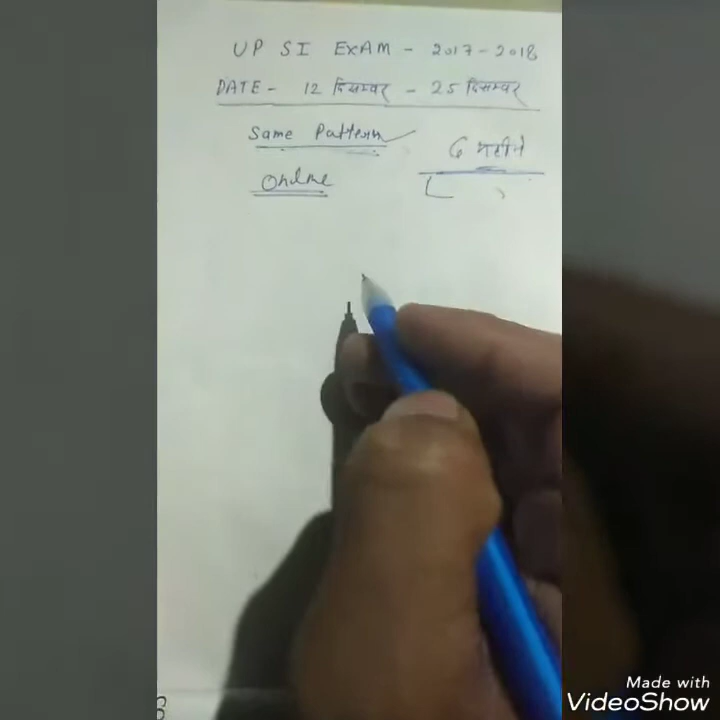 UP SI EXAM - 2017-2018
DATE - 12 दिसम्बर - 25 दिसम्बर
Same Pattern
6 महीने
Online
Made with
VideoShow